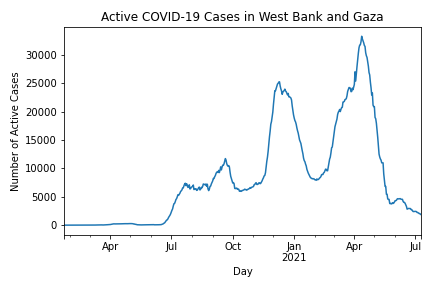 Active COVID-19 Cases in West Bank and Gaza
Number of Active Cases
30000
25000
20000
15000
10000
5000
0
Apr Jul Oct Jan Apr Jul
2021
Day